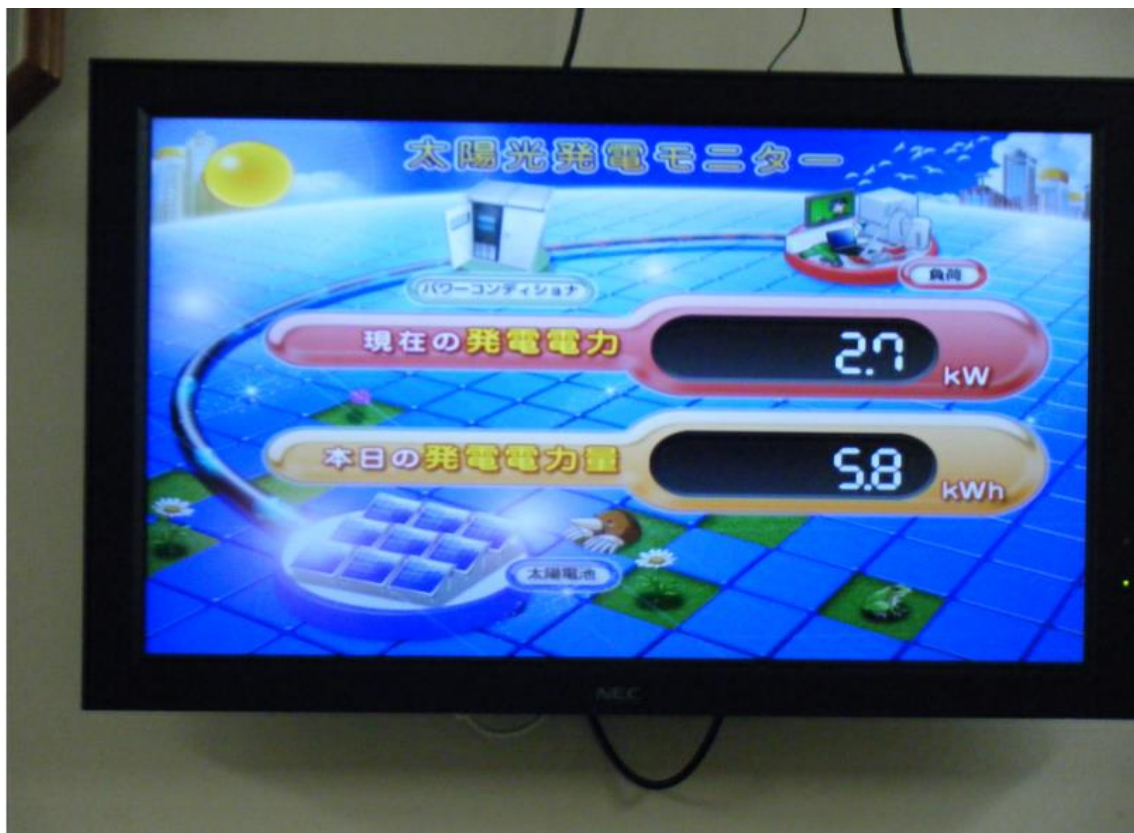 太陽光発電モニター
パワーコンディショナ
負荷
現在の発電電力
2.7 kW
本日の発電電力量
5.8 kWh
太陽電池
NEC